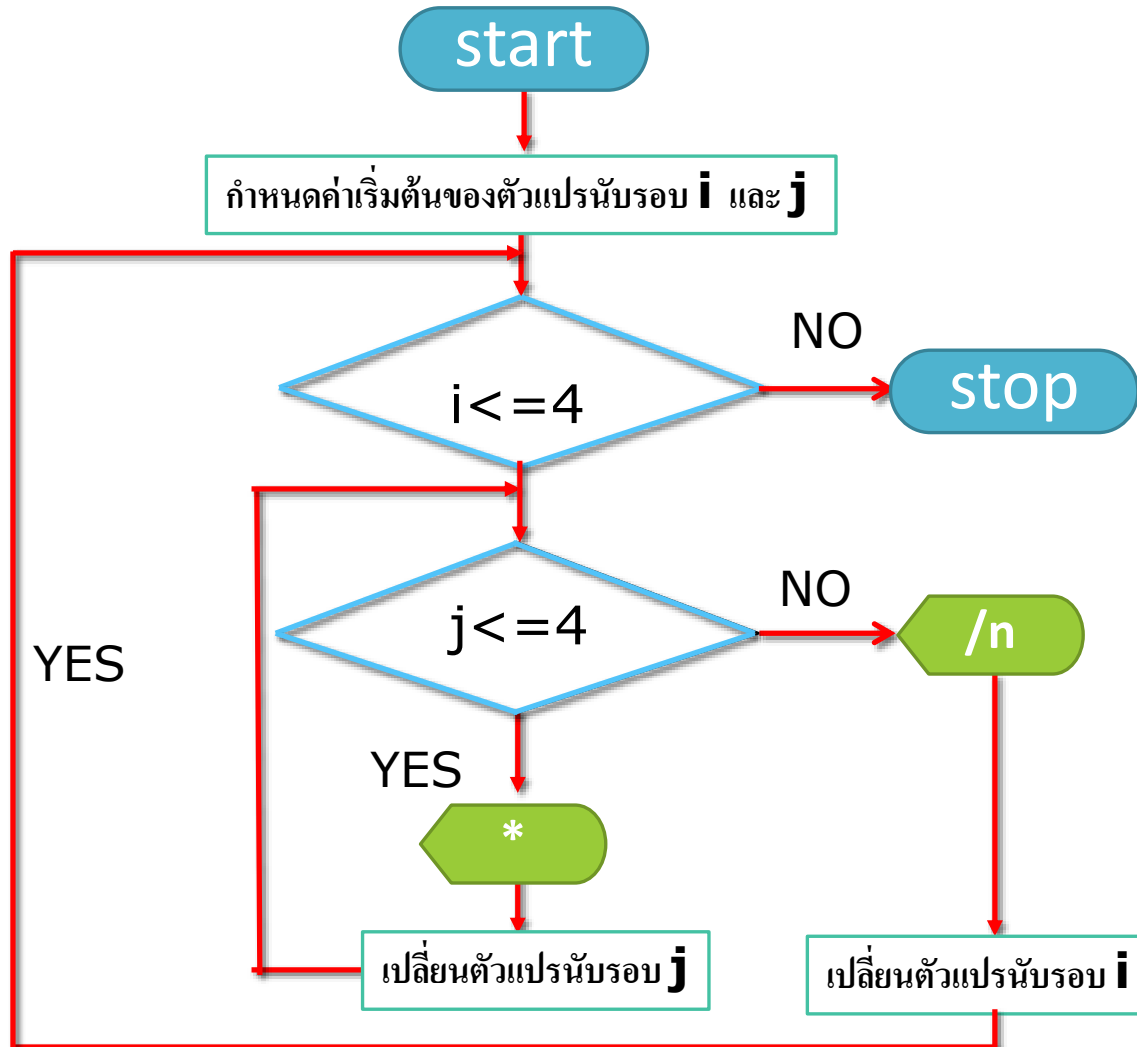 start
กำหนดค่าเริ่มต้นของตัวแปรนับรอบ i และ j
NO
i<=4
stop
NO
j<=4
/n
YES
YES
*
เปลี่ยนตัวแปรนับรอบ j
เปลี่ยนตัวแปรนับรอบ i